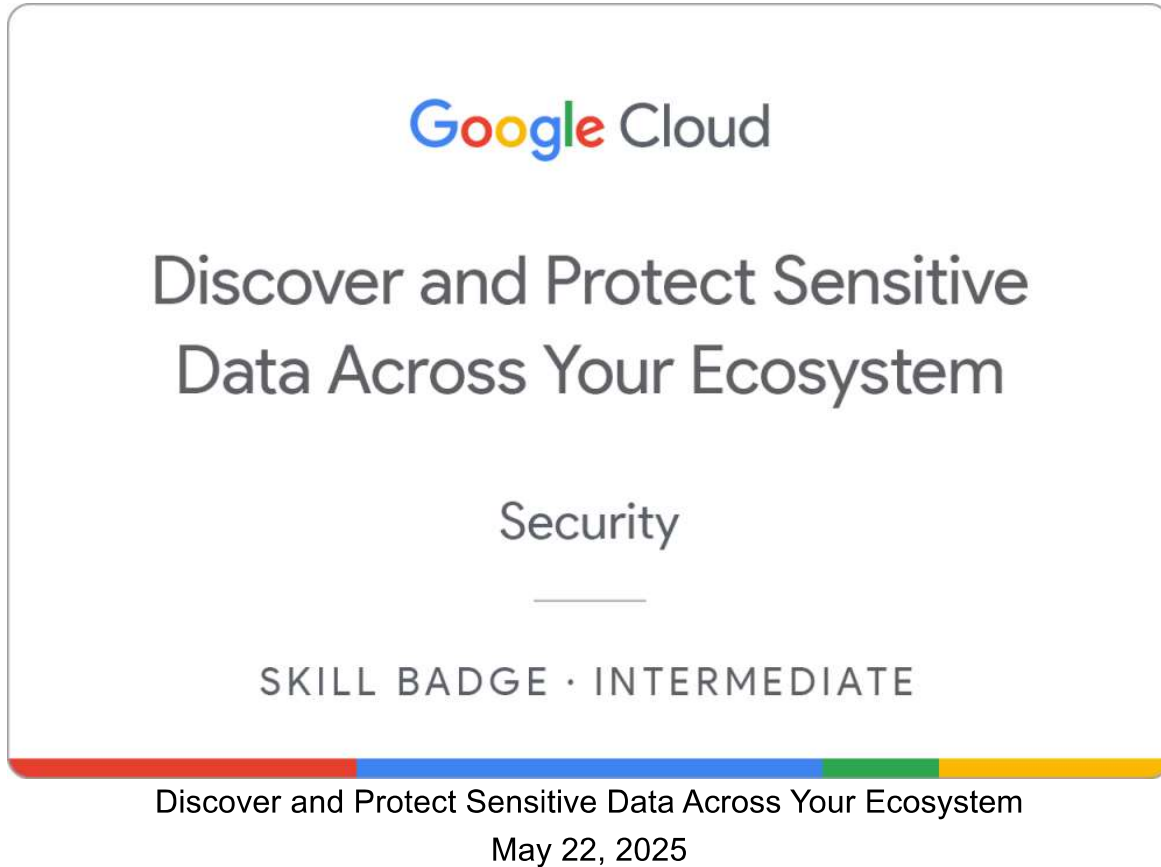 Google Cloud
Discover and Protect Sensitive
Data Across Your Ecosystem
Security
SKILL BADGE · INTERMEDIATE
Discover and Protect Sensitive Data Across Your Ecosystem
May 22, 2025